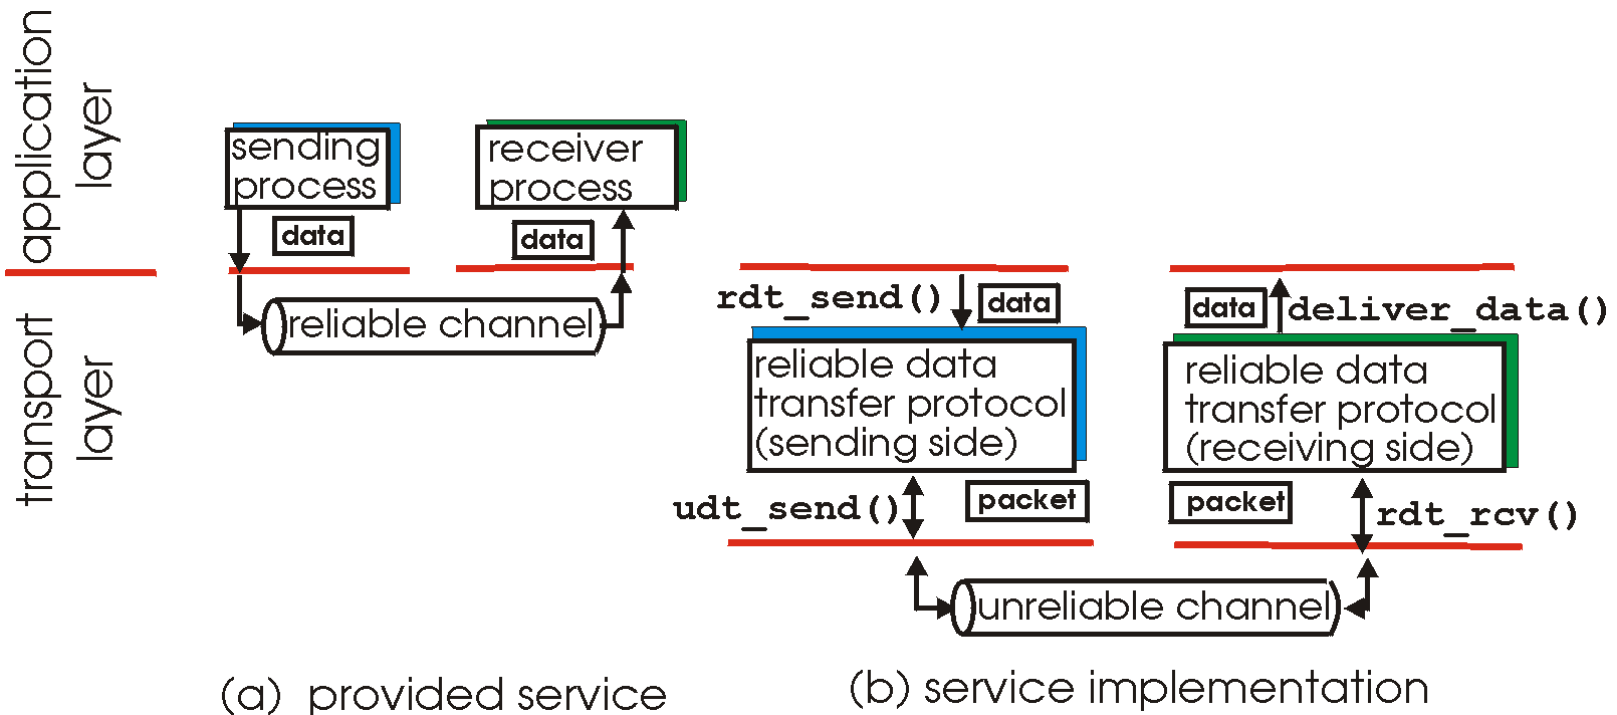 application
layer
transport
layer
sending
process
data
receiver
process
data
reliable channel
(a) provided service
rdt_send()
data
reliable data
transfer protocol
(sending side)
udt_send()
packet
data
deliver_data()
reliable data
transfer protocol
(receiving side)
packet
rdt_rcv()
unreliable channel
(b) service implementation